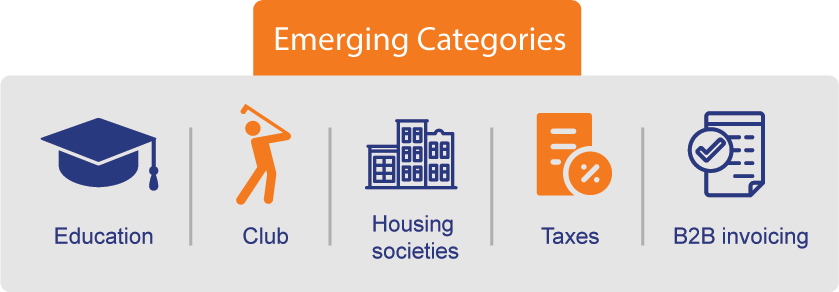 Emerging Categories
Education
Club
Housing
societies
Taxes
%
B2B invoicing